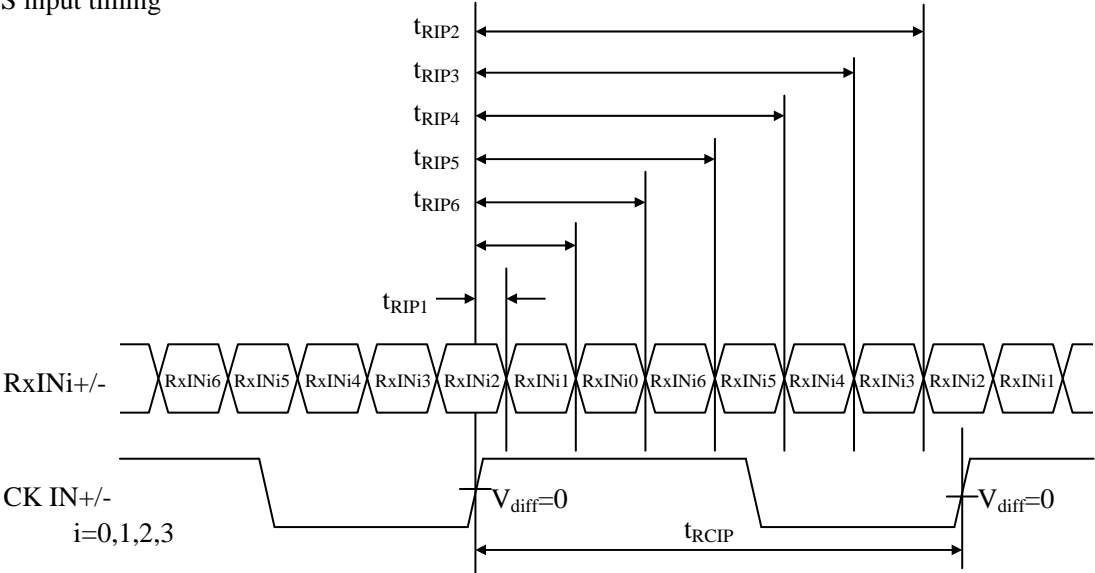 S input timing
tRIP2
tRIP3
tRIP4
tRIP5
tRIP6
tRIP1
RxINi+/- RxINi6 RxINi5 RxINi4 RxINi3 RxINi2 RxINi1 RxINi0 RxINi6 RxINi5 RxINi4 RxINi3 RxINi2 RxINi1
CK IN+/- Vdiff=0 Vdiff=0
i=0,1,2,3 tRCIP